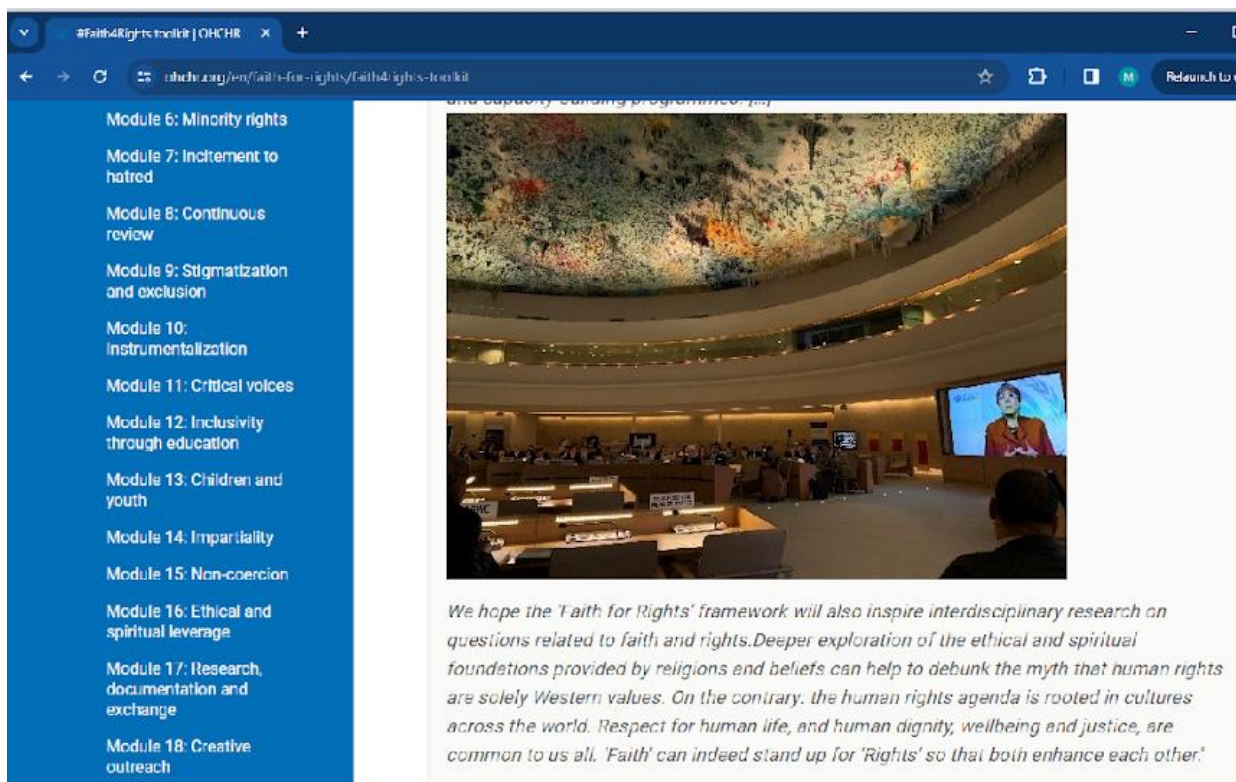 #Faith4Rights toolkit | OHCHR
ohchr.org/en/faith-for-rights/faith4rights-toolkit
M
Relaunch to
Module 6: Minority rights
Module 7: Incitement to
hatred
Module 8: Continuous
review
Module 9: Stigmatization
and exclusion
Module 10:
Instrumentalization
Module 11: Critical voices
Module 12: Inclusivity
through education
Module 13: Children and
youth
Module 14: Impartiality
Module 15: Non-coercion
Module 16: Ethical and
spiritual leverage
Module 17: Research,
documentation and
exchange
Module 18: Creative
outreach
and capacity-building programmes. [...]
We hope the 'Faith for Rights' framework will also inspire interdisciplinary research on
questions related to faith and rights.Deeper exploration of the ethical and spiritual
foundations provided by religions and beliefs can help to debunk the myth that human rights
are solely Western values. On the contrary, the human rights agenda is rooted in cultures
across the world. Respect for human life, and human dignity, wellbeing and justice, are
common to us all. 'Faith' can indeed stand up for 'Rights' so that both enhance each other."